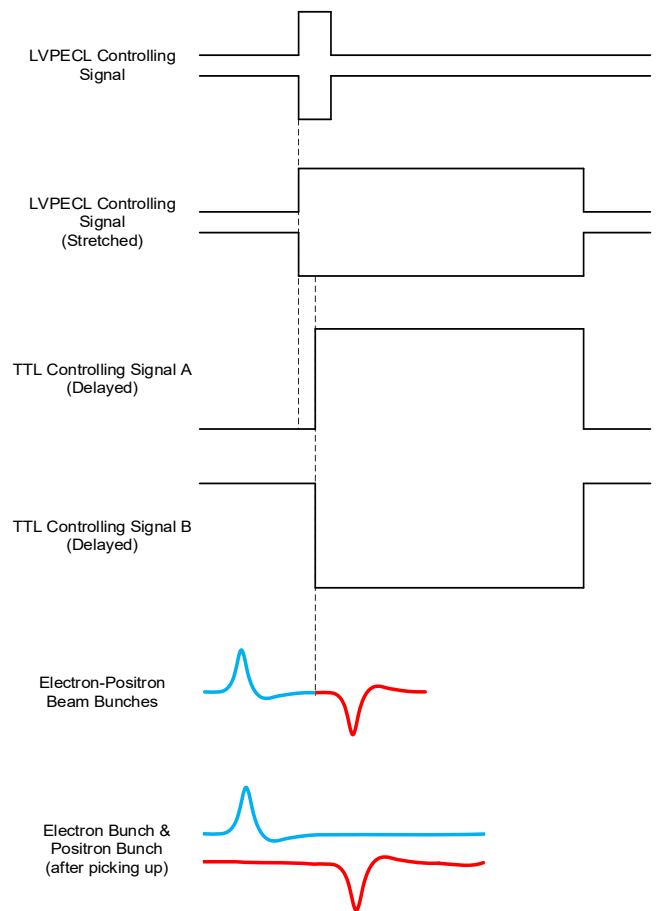 LVPECL Controlling
Signal
LVPECL Controlling
Signal
(Stretched)
TTL Controlling Signal A
(Delayed)
TTL Controlling Signal B
(Delayed)
Electron-Positron
Beam Bunches
Electron Bunch &
Positron Bunch
(after picking up)